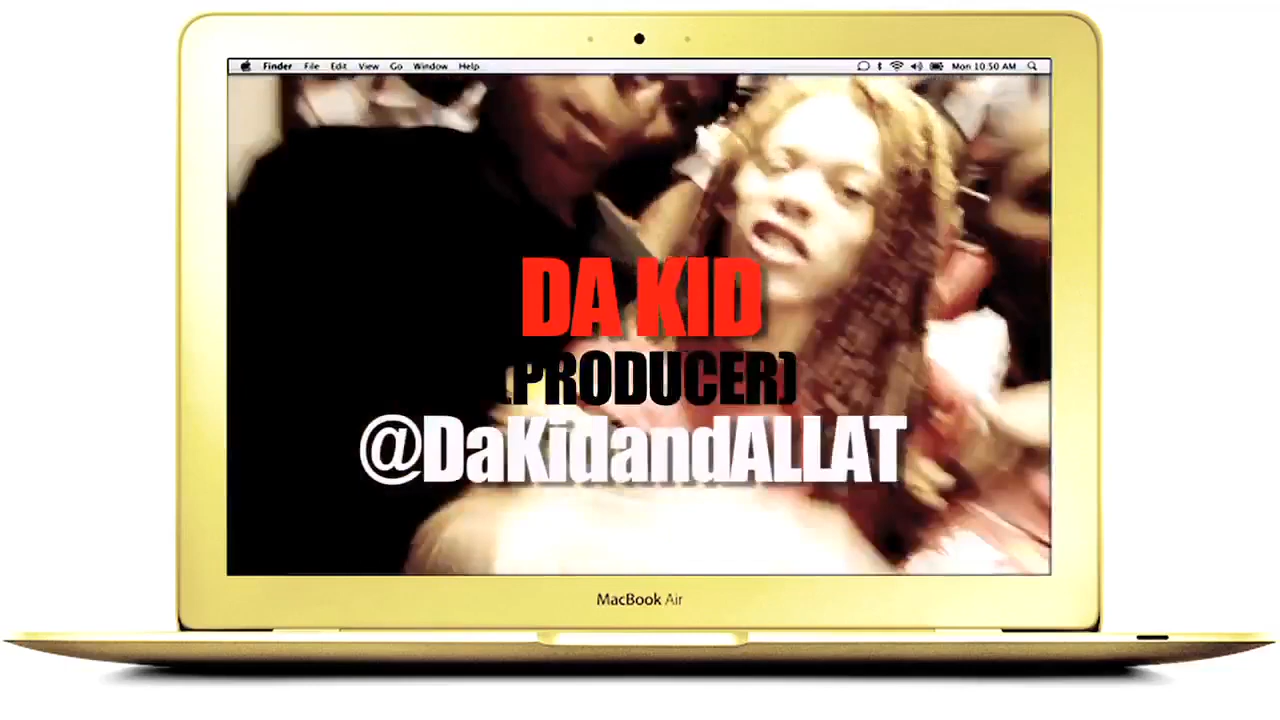 Finder File Edit View Go Window Help Mon 10:50 AM
DA KID
(PRODUCER)
@DaKidandALLAT
MacBook Air